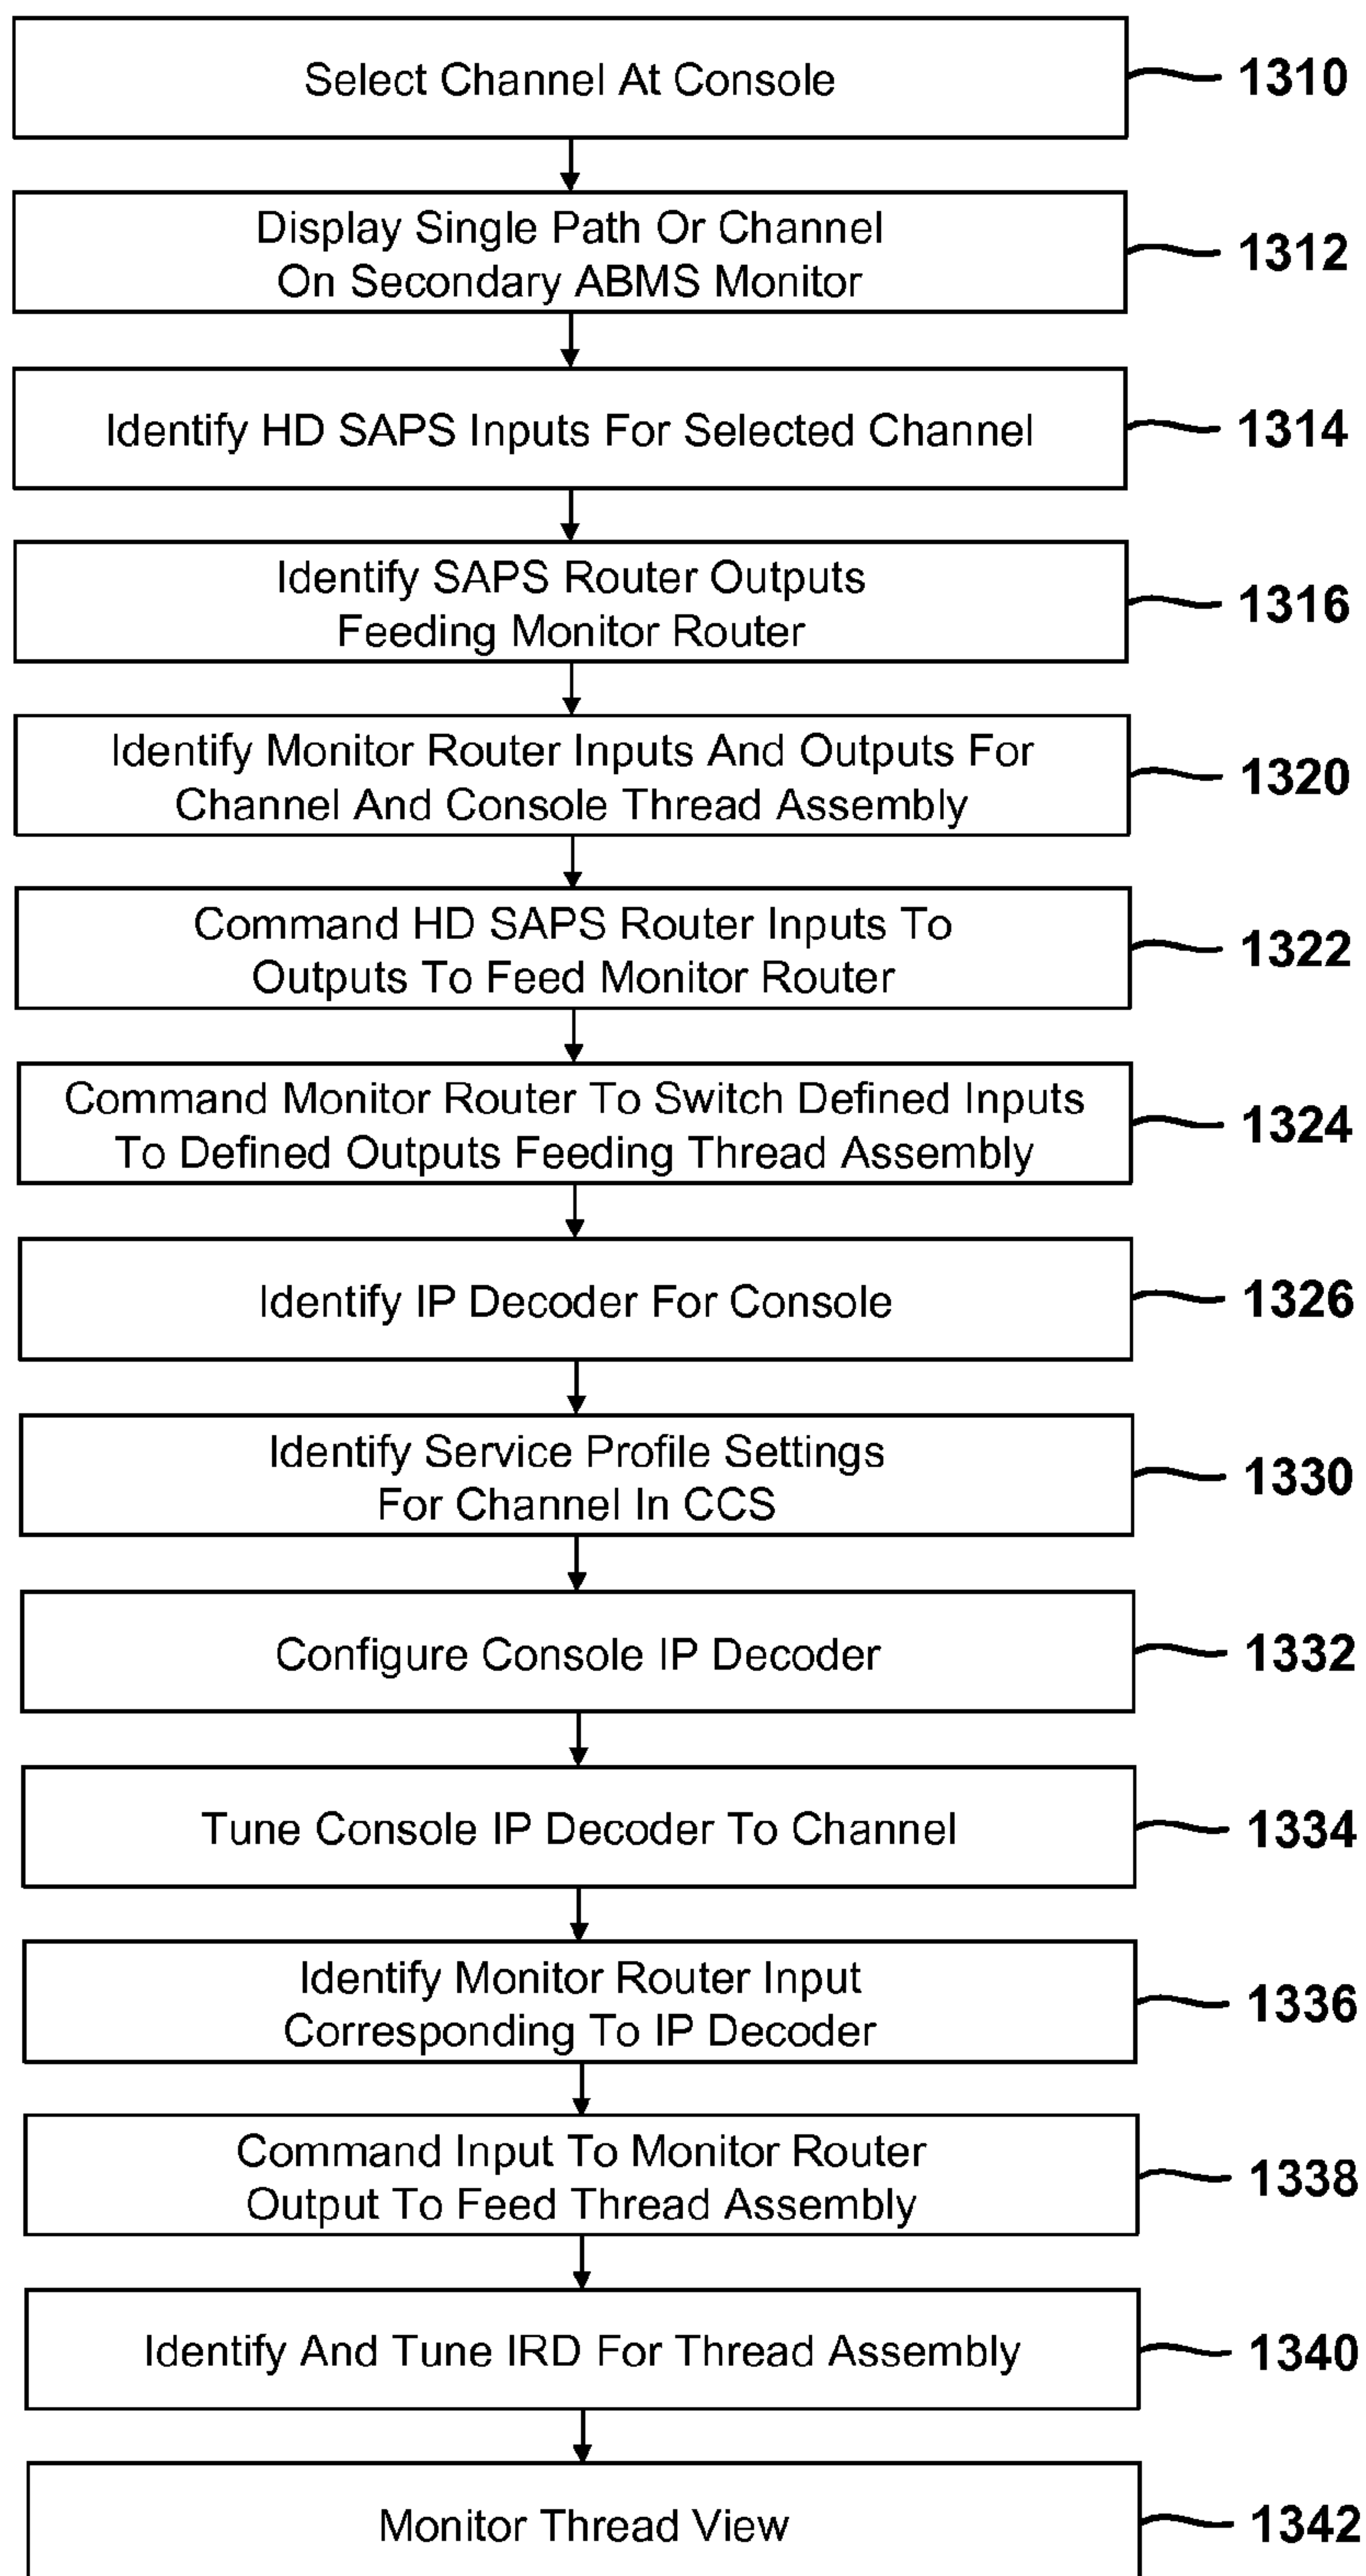 Select Channel At Console
1310
Display Single Path Or Channel
On Secondary ABMS Monitor
1312
Identify HD SAPS Inputs For Selected Channel
1314
Identify SAPS Router Outputs
Feeding Monitor Router
1316
Identify Monitor Router Inputs And Outputs For
Channel And Console Thread Assembly
1320
Command HD SAPS Router Inputs To
Outputs To Feed Monitor Router
1322
Command Monitor Router To Switch Defined Inputs
To Defined Outputs Feeding Thread Assembly
1324
Identify IP Decoder For Console
1326
Identify Service Profile Settings
For Channel In CCS
1330
Configure Console IP Decoder
1332
Tune Console IP Decoder To Channel
1334
Identify Monitor Router Input
Corresponding To IP Decoder
1336
Command Input To Monitor Router
Output To Feed Thread Assembly
1338
Identify And Tune IRD For Thread Assembly
1340
Monitor Thread View
1342